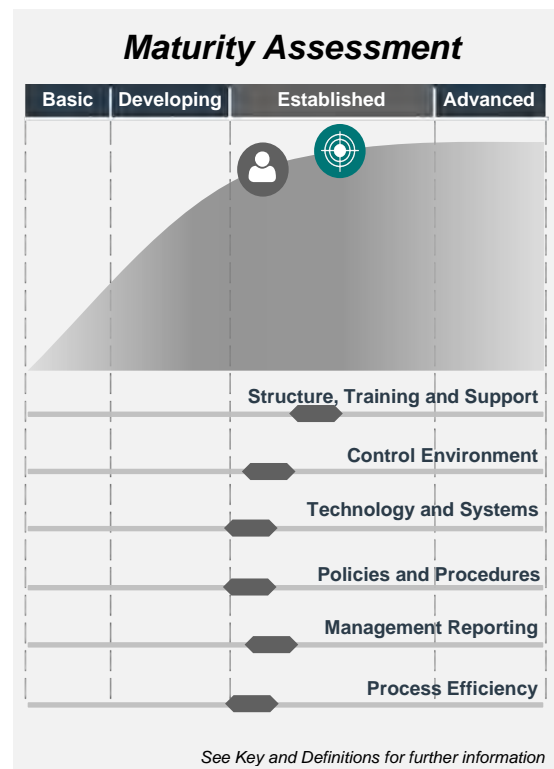 Maturity Assessment
Basic Developing Established Advanced
Structure, Training and Support
Control Environment
Technology and Systems
Policies and Procedures
Management Reporting
Process Efficiency
See Key and Definitions for further information